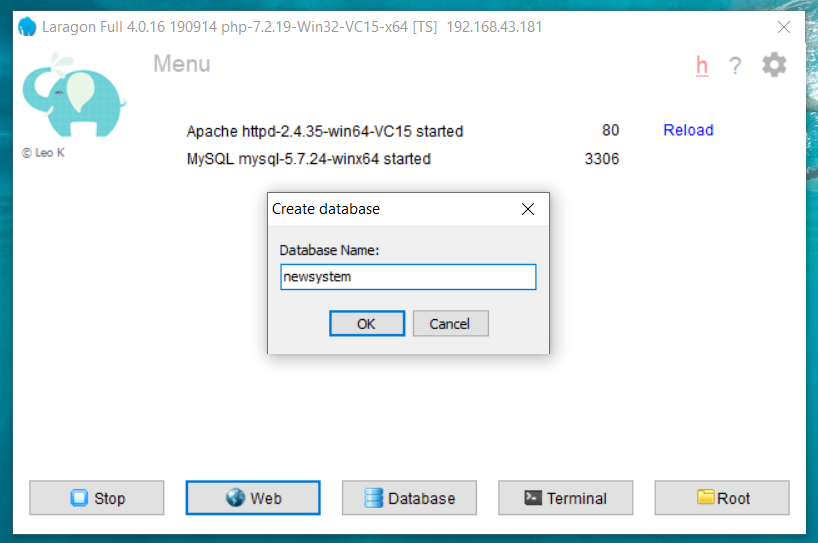 Laragon Full 4.0.16 190914 php-7.2.19-Win32-VC15-x64 [TS] 192.168.43.181
Menu
h ?
© Leo K
Apache httpd-2.4.35-win64-VC15 started 80 Reload
MySQL mysql-5.7.24-winx64 started 3306
Create database
Database Name:
newsystem
OK Cancel
Stop Web Database Terminal Root